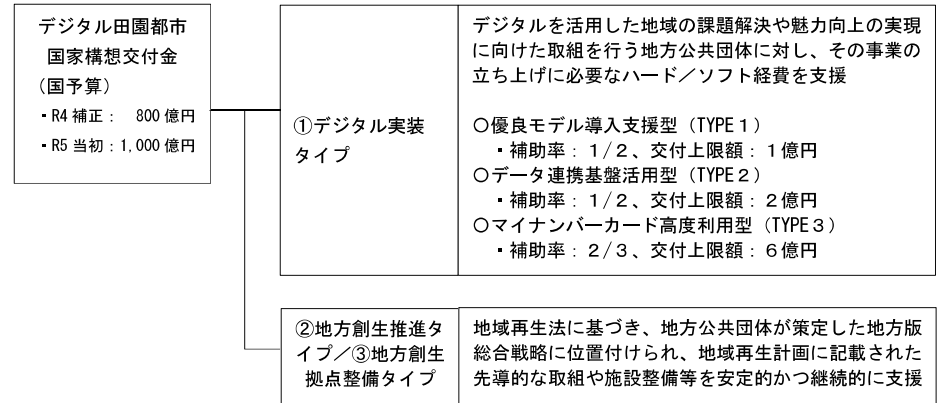 デジタル田園都市
国家構想交付金
（国予算）
・R4 補正： 800 億円
・R5 当初：1,000 億円
①デジタル実装
タイプ
デジタルを活用した地域の課題解決や魅力向上の実現
に向けた取組を行う地方公共団体に対し、その事業の
立ち上げに必要なハード／ソフト経費を支援
○優良モデル導入支援型（TYPE１）
・補助率：１/２、交付上限額：１億円
○データ連携基盤活用型（TYPE２）
・補助率：１/２、交付上限額：２億円
○マイナンバーカード高度利用型（TYPE３）
・補助率：２/３、交付上限額：６億円
②地方創生推進タ
イプ／③地方創生
拠点整備タイプ
地域再生法に基づき、地方公共団体が策定した地方版
総合戦略に位置付けられ、地域再生計画に記載された
先導的な取組や施設整備等を安定的かつ継続的に支援